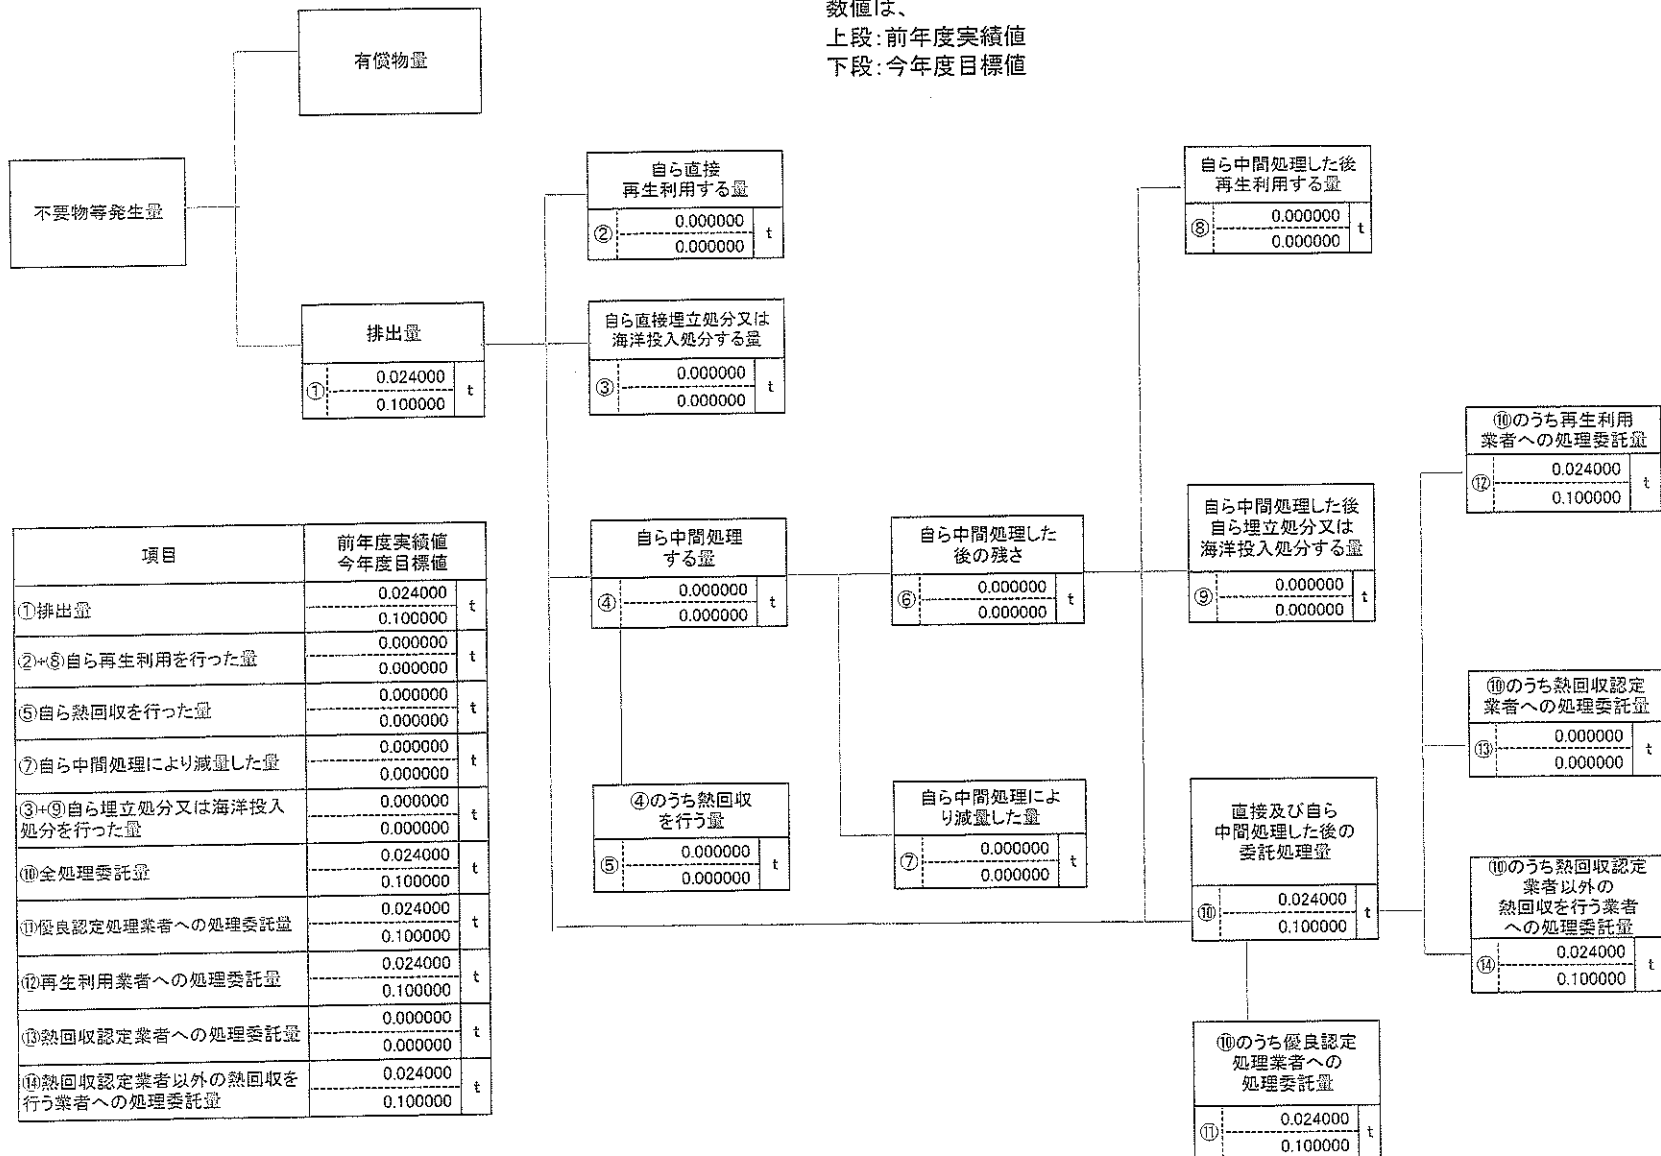 数値は、
上段:前年度実績値
下段:今年度目標値
有償物量
不要物等発生量
排出量
① 0.024000 t
0.100000
自ら直接
再生利用する量
② 0.000000 t
0.000000
自ら直接埋立処分又は
海洋投入処分する量
③ 0.000000 t
0.000000
自ら中間処理
する量
④ 0.000000 t
0.000000
④のうち熱回収
を行う量
⑤ 0.000000 t
0.000000
自ら中間処理した
後の残さ
⑥ 0.000000 t
0.000000
自ら中間処理によ
り減量した量
⑦ 0.000000 t
0.000000
自ら中間処理した後
再生利用する量
⑧ 0.000000 t
0.000000
自ら中間処理した後
自ら埋立処分又は
海洋投入処分する量
⑨ 0.000000 t
0.000000
直接及び自ら
中間処理した後の
委託処理量
⑩ 0.024000 t
0.100000
⑩のうち優良認定
処理業者への
処理委託量
⑪ 0.024000 t
0.100000
⑩のうち再生利用
業者への処理委託量
⑫ 0.024000 t
0.100000
⑩のうち熱回収認定
業者への処理委託量
⑬ 0.000000 t
0.000000
⑩のうち熱回収認定
業者以外の
熱回収を行う業者
への処理委託量
⑭ 0.024000 t
0.100000
項目 前年度実績値
今年度目標値
①排出量 0.024000 t
0.100000
②+⑧自ら再生利用を行った量 0.000000 t
0.000000
⑤自ら熱回収を行った量 0.000000 t
0.000000
⑦自ら中間処理により減量した量 0.000000 t
0.000000
③+⑨自ら埋立処分又は海洋投入 0.000000 t
処分を行った量 0.000000
⑩全処理委託量 0.024000 t
0.100000
⑪優良認定処理業者への処理委託量 0.024000 t
0.100000
⑫再生利用業者への処理委託量 0.024000 t
0.100000
⑬熱回収認定業者への処理委託量 0.000000 t
0.000000
⑭熱回収認定業者以外の熱回収を 0.024000 t
行う業者への処理委託量 0.100000